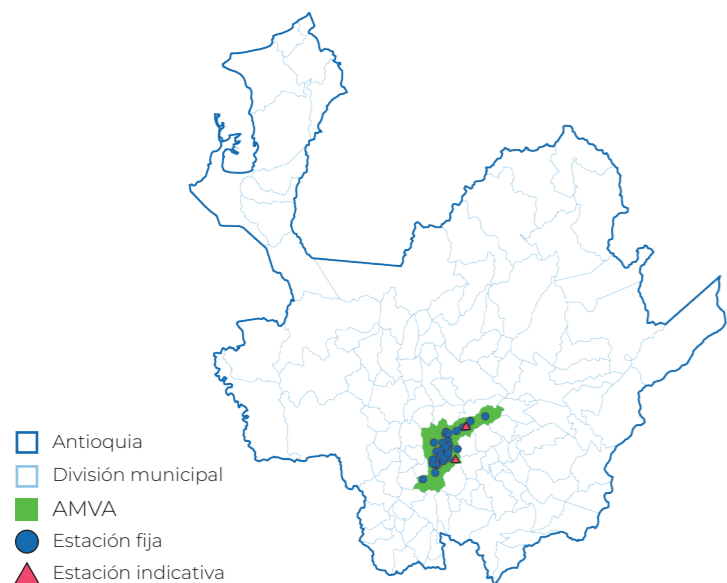 Antioquia
División municipal
AMVA
Estación fija
Estación indicativa